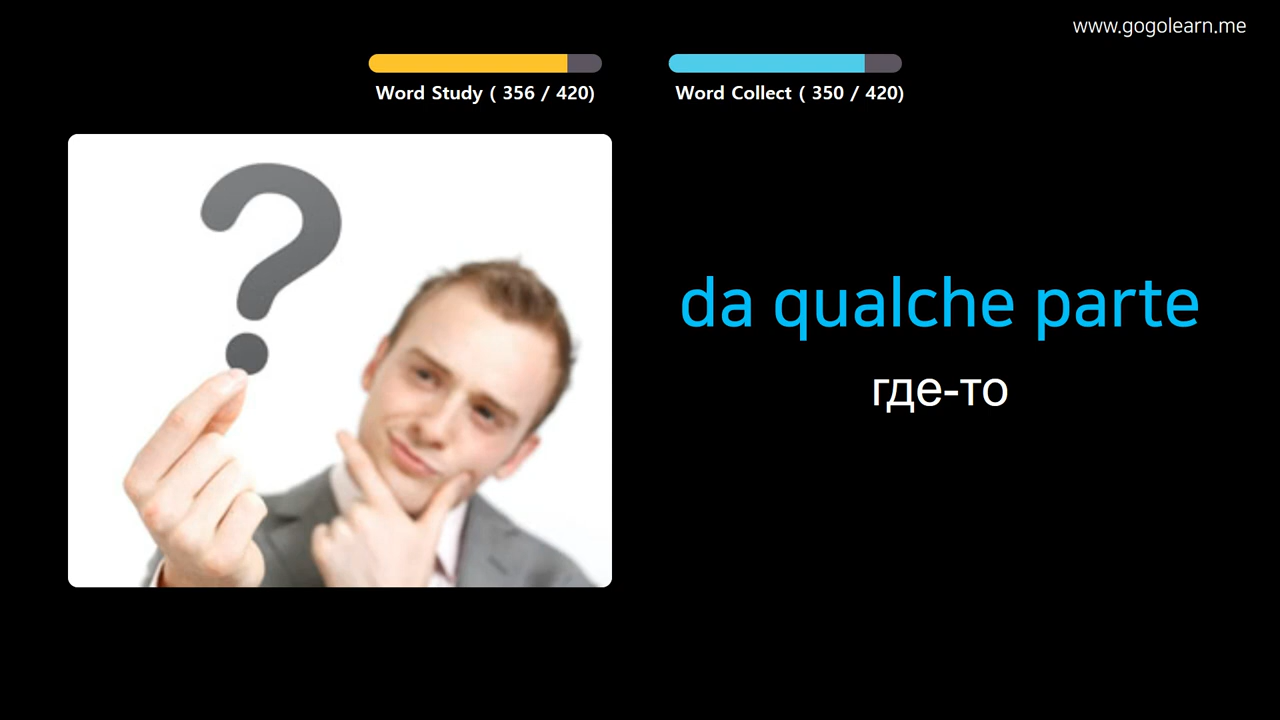 www.gogolearn.me
Word Study ( 356 / 420)
Word Collect ( 350 / 420)
?
da qualche parte
где-то